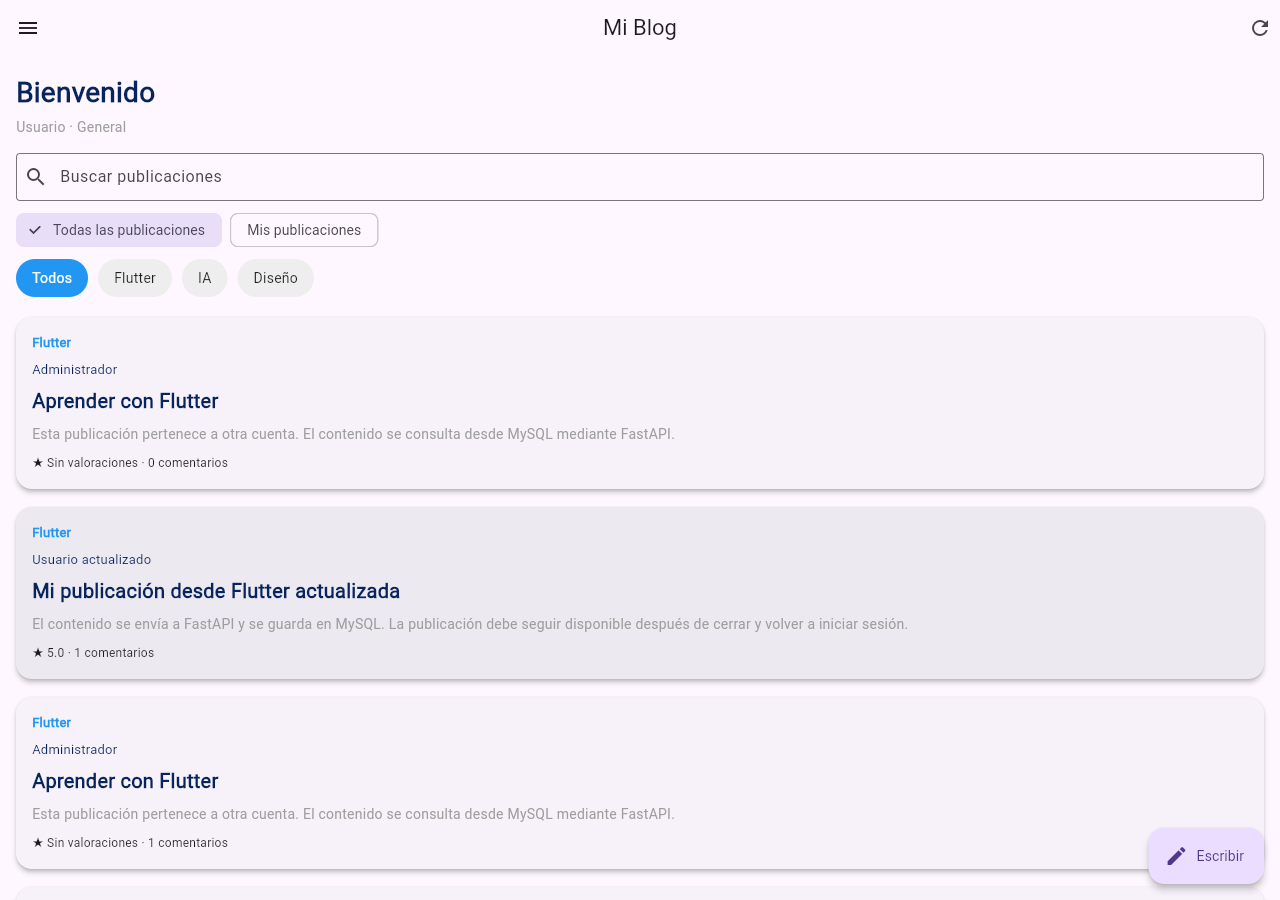 Mi Blog
Bienvenido
Usuario · General
Buscar publicaciones
Todas las publicaciones Mis publicaciones
Todos Flutter IA Diseño
Flutter
Administrador
Aprender con Flutter
Esta publicación pertenece a otra cuenta. El contenido se consulta desde MySQL mediante FastAPI.
★ Sin valoraciones · 0 comentarios
Flutter
Usuario actualizado
Mi publicación desde Flutter actualizada
El contenido se envía a FastAPI y se guarda en MySQL. La publicación debe seguir disponible después de cerrar y volver a iniciar sesión.
★ 5.0 · 1 comentarios
Flutter
Administrador
Aprender con Flutter
Esta publicación pertenece a otra cuenta. El contenido se consulta desde MySQL mediante FastAPI.
★ Sin valoraciones · 1 comentarios
Escribir